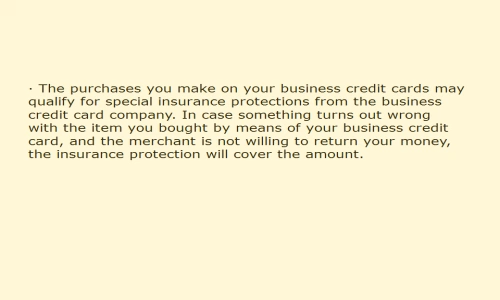 · The purchases you make on your business credit cards may
qualify for special insurance protections from the business
credit card company. In case something turns out wrong
with the item you bought by means of your business credit
card, and the merchant is not willing to return your money,
the insurance protection will cover the amount.